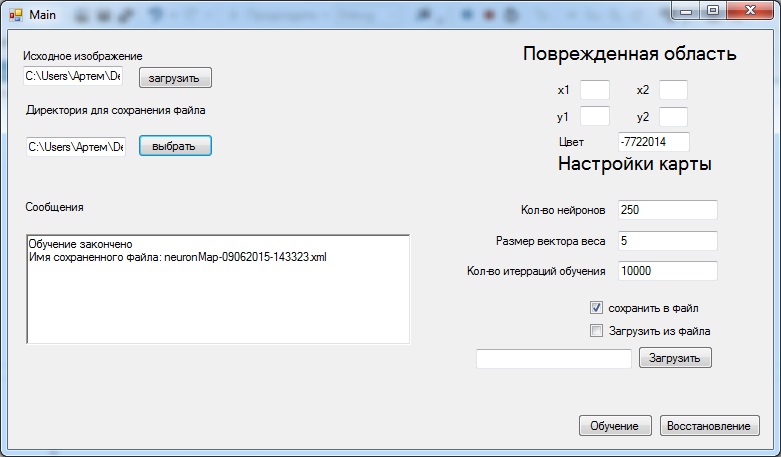 Main
Исходное изображение
C:\Users\Артем\De
загрузить
Директория для сохранения файла
C:\Users\Артем\De
выбрать
Сообщения
Обучение закончено
Имя сохраненного файла: neuronMap-09062015-143323.xml
Поврежденная область
x1 x2
y1 y2
Цвет -7722014
Настройки карты
Кол-во нейронов 250
Размер вектора веса 5
Кол-во итерраций обучения 10000
сохранить в файл
Загрузить из файла
Загрузить
Обучение Восстановление